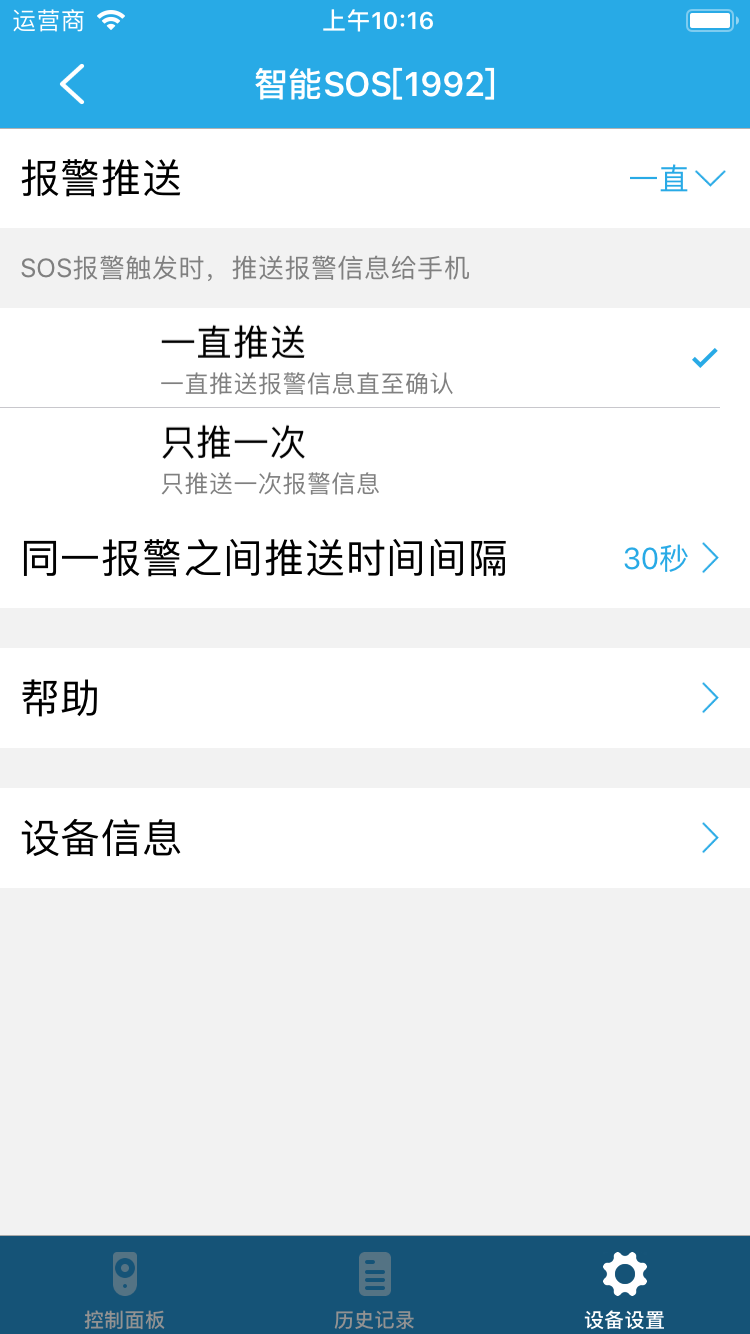 运营商 上午10:16
智能SOS[1992]
报警推送 一直
SOS报警触发时，推送报警信息给手机
一直推送
一直推送报警信息直至确认
只推一次
只推送一次报警信息
同一报警之间推送时间间隔 30秒
帮助
设备信息
控制面板 历史记录 设备设置